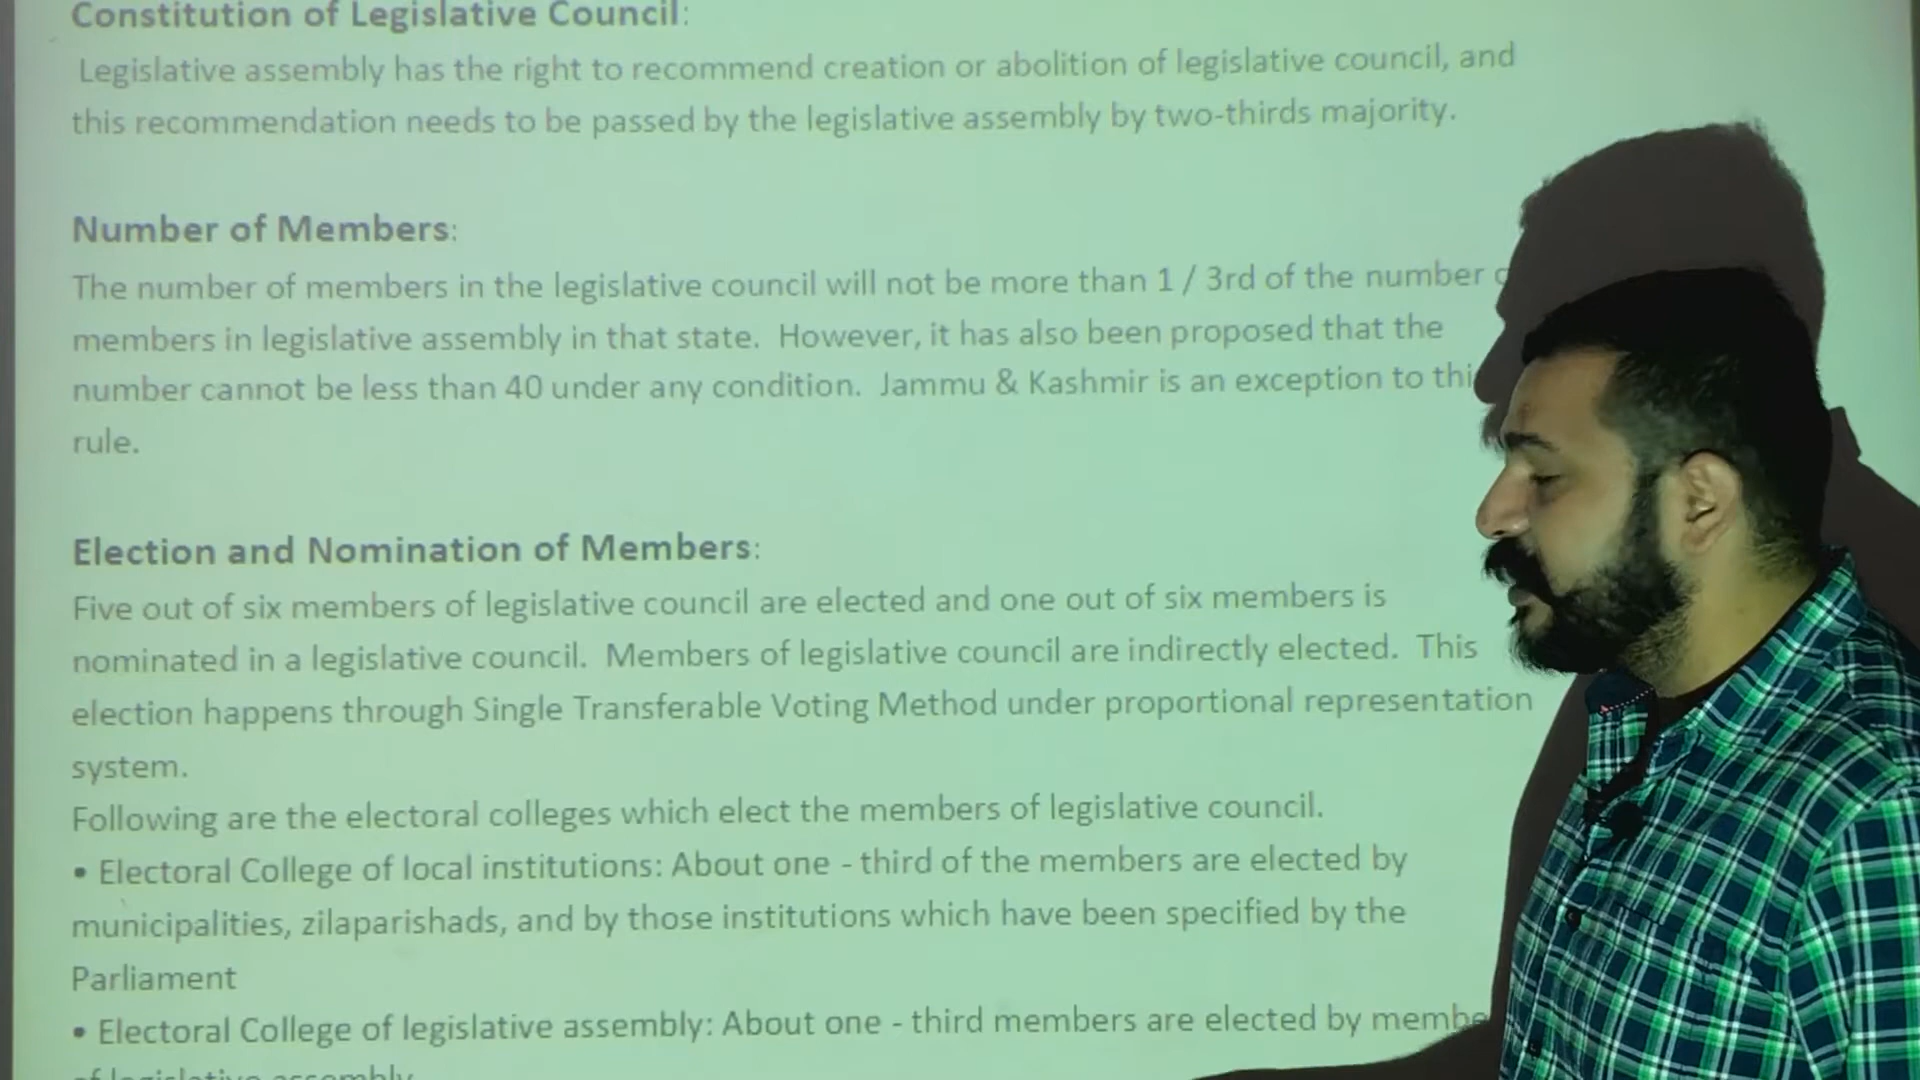 Constitution of Legislative Council:
Legislative assembly has the right to recommend creation or abolition of legislative council, and
this recommendation needs to be passed by the legislative assembly by two-thirds majority.
Number of Members:
The number of members in the legislative council will not be more than 1 / 3rd of the number
members in legislative assembly in that state. However, it has also been proposed that the
number cannot be less than 40 under any condition. Jammu & Kashmir is an exception to
rule.
Election and Nomination of Members:
Five out of six members of legislative council are elected and one out of six members is
nominated in a legislative council. Members of legislative council are indirectly elected. This
election happens through Single Transferable Voting Method under proportional representation
system.
Following are the electoral colleges which elect the members of legislative council.
• Electoral College of local institutions: About one - third of the members are elected by
municipalities, zilaparishads, and by those institutions which have been specified by the
Parliament
• Electoral College of legislative assembly: About one - third members are elected by
of legislative assembly